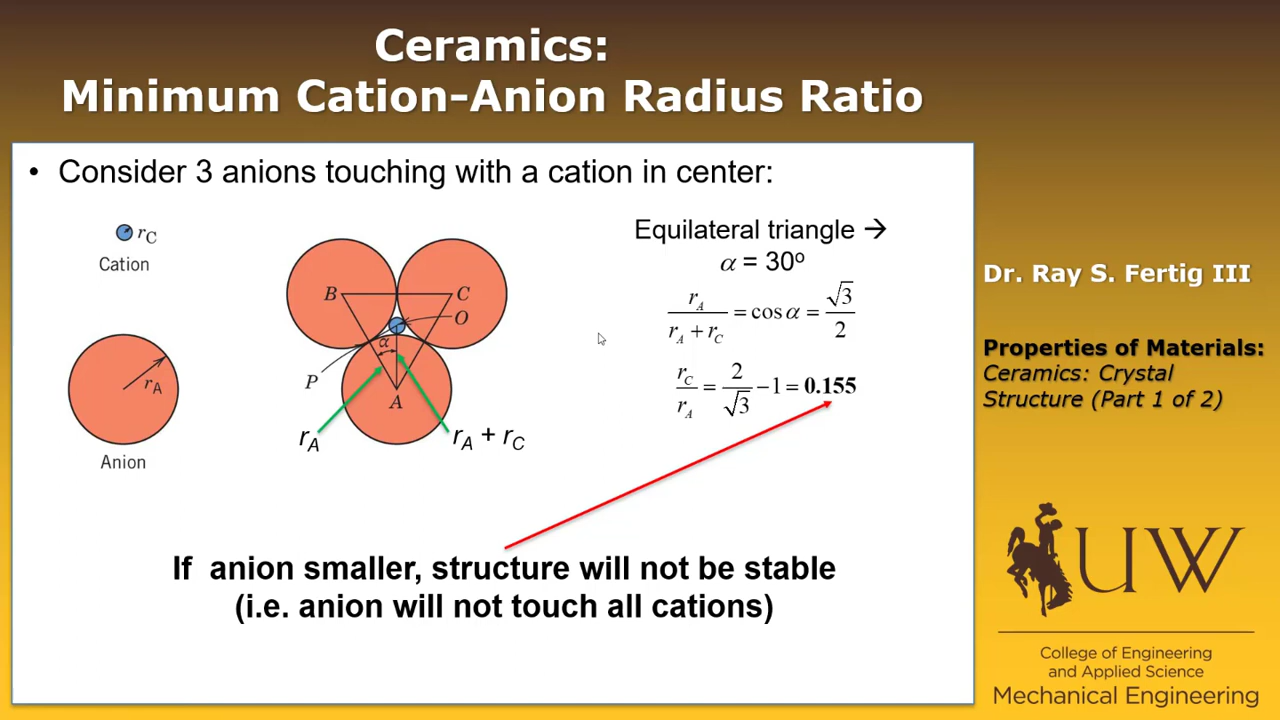 Ceramics:
Minimum Cation-Anion Radius Ratio
• Consider 3 anions touching with a cation in center:
r_C
Cation
r_A
Anion
B
C
O
α
P
A
r_A
r_A + r_C
Equilateral triangle →
α = 30°
r_A / (r_A + r_C) = cos α = √3 / 2
r_C / r_A = 2 / √3 − 1 = 0.155
If anion smaller, structure will not be stable
(i.e. anion will not touch all cations)
Dr. Ray S. Fertig III
Properties of Materials:
Ceramics: Crystal
Structure (Part 1 of 2)
UW
College of Engineering
and Applied Science
Mechanical Engineering